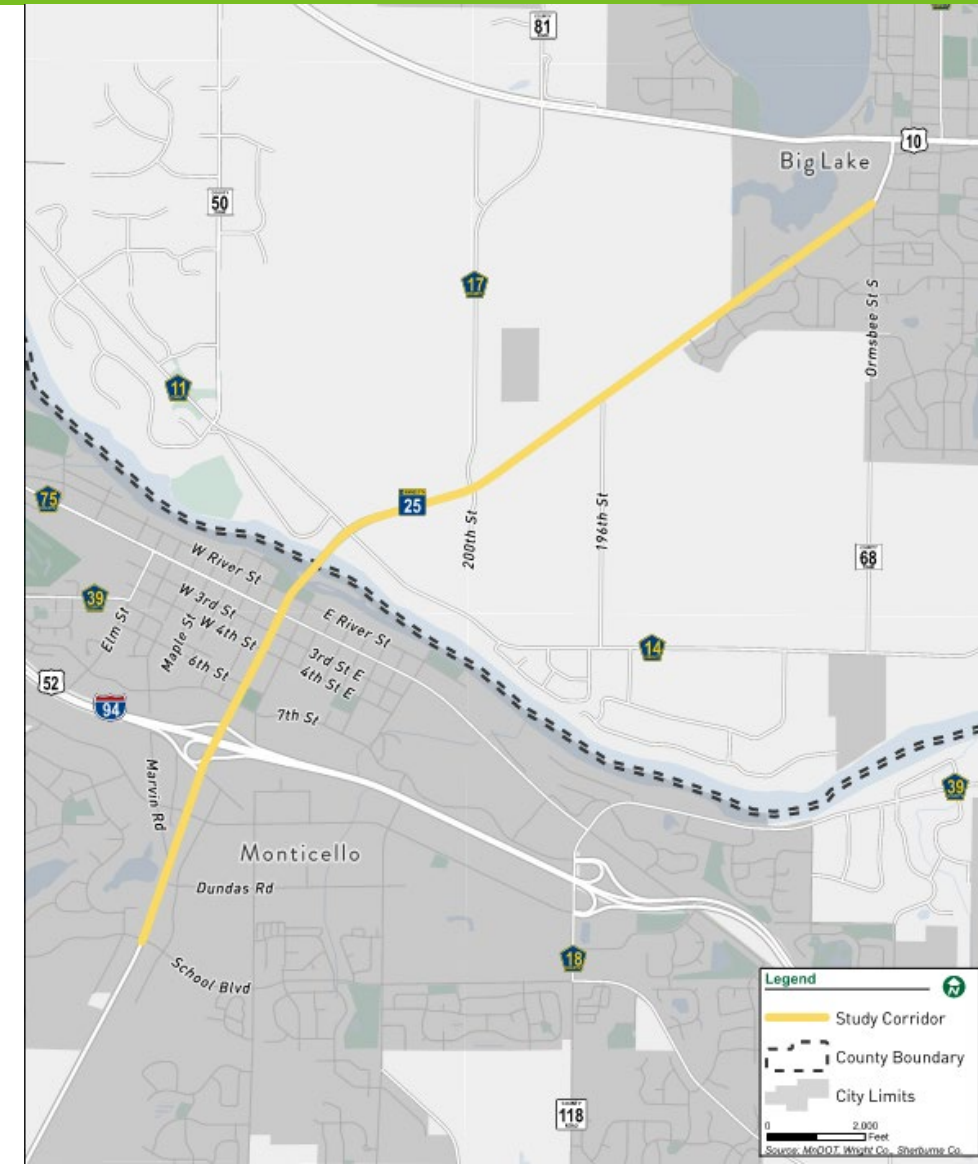 81
10
Big Lake
50
17
Ormsbee St S
11
25
75
200th St
196th St
68
W River St
39
W 3rd St
Elm St
Maple St
W 4th St
E River St
14
6th St
3rd St E
4th St E
52
94
7th St
Marvin Rd
39
Monticello
Dundas Rd
18
School Blvd
Legend
N
Study Corridor
County Boundary
118
City Limits
0 2,000
Feet
Source: MnDOT, Wright Co., Sherburne Co.